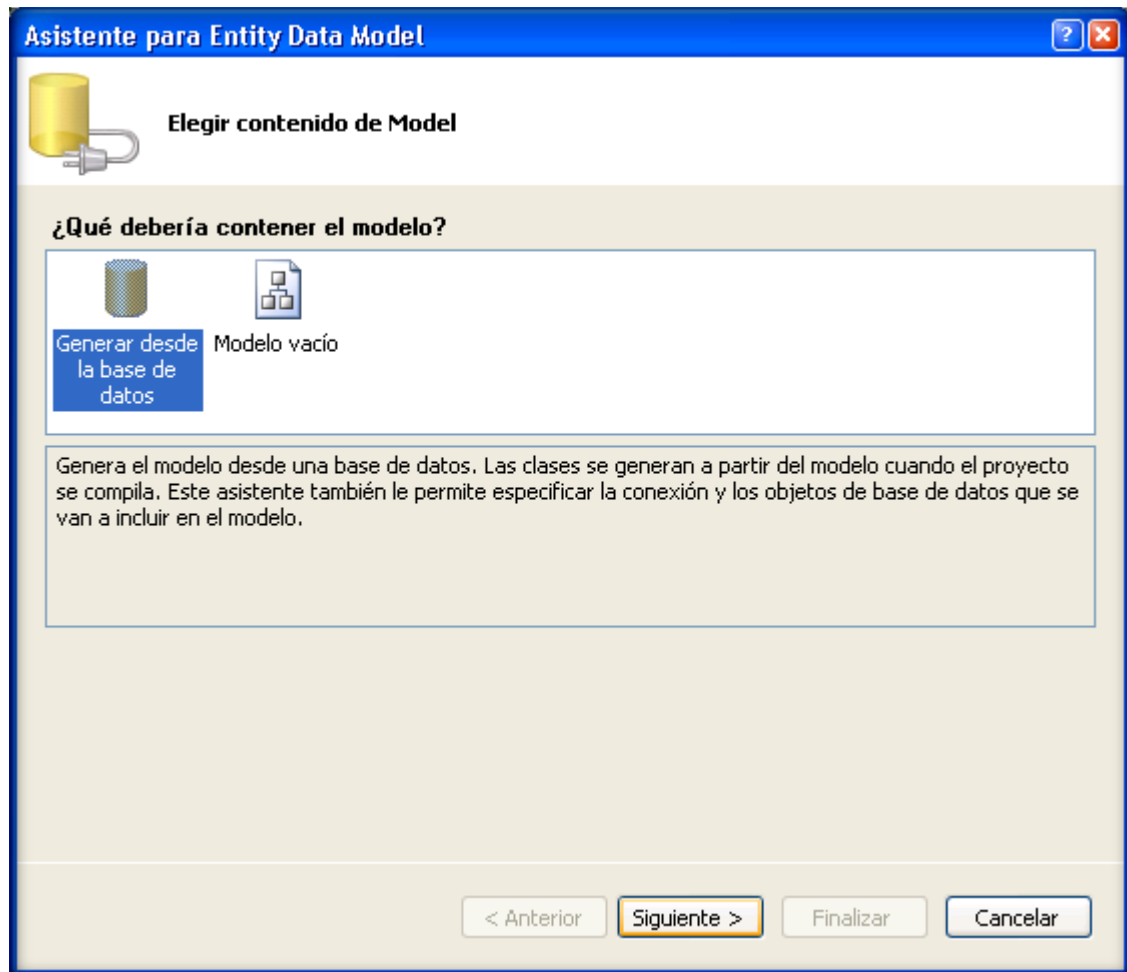 Asistente para Entity Data Model
?
Elegir contenido de Model
¿Qué debería contener el modelo?
Generar desde
la base de
datos
Modelo vacío
Genera el modelo desde una base de datos. Las clases se generan a partir del modelo cuando el proyecto
se compila. Este asistente también le permite especificar la conexión y los objetos de base de datos que se
van a incluir en el modelo.
< Anterior
Siguiente >
Finalizar
Cancelar